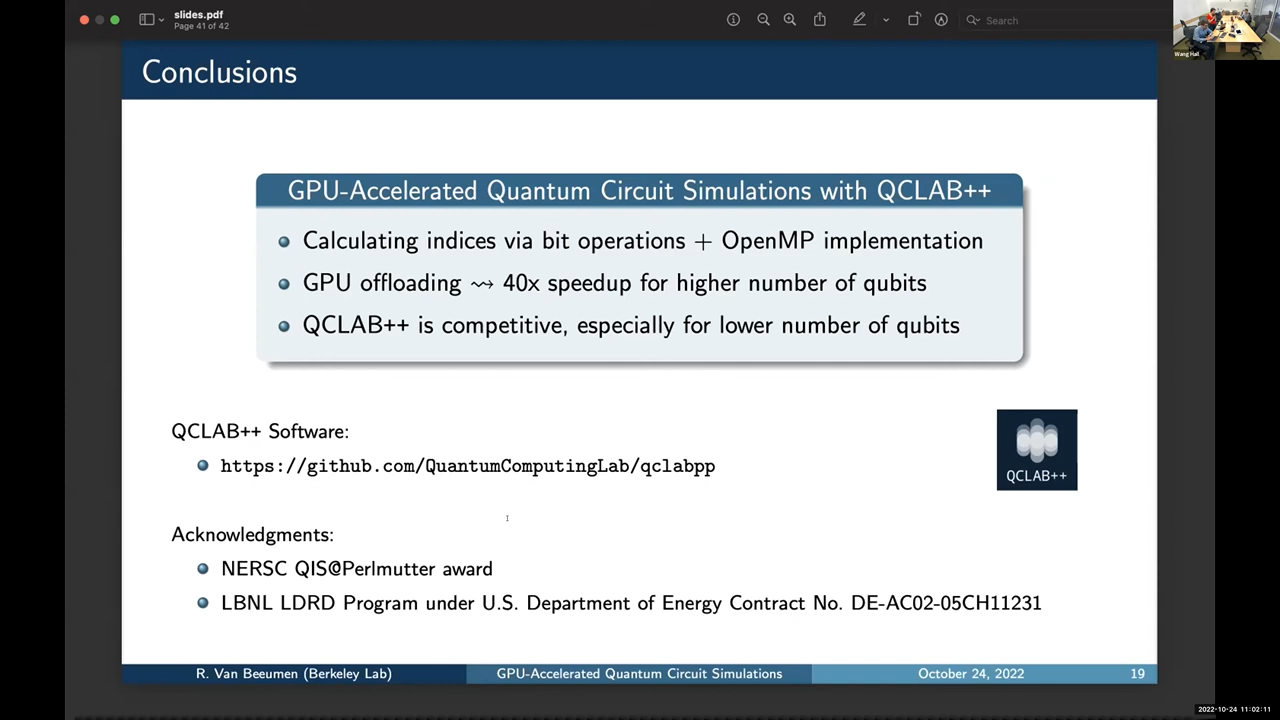 slides.pdf
Page 41 of 42
Search
Wang Hall
Conclusions
GPU-Accelerated Quantum Circuit Simulations with QCLAB++
Calculating indices via bit operations + OpenMP implementation
GPU offloading ⇝ 40x speedup for higher number of qubits
QCLAB++ is competitive, especially for lower number of qubits
QCLAB++ Software:
https://github.com/QuantumComputingLab/qclabpp
QCLAB++
Acknowledgments:
NERSC QIS@Perlmutter award
LBNL LDRD Program under U.S. Department of Energy Contract No. DE-AC02-05CH11231
R. Van Beeumen (Berkeley Lab)
GPU-Accelerated Quantum Circuit Simulations
October 24, 2022
19
2022-10-24 11:02:11